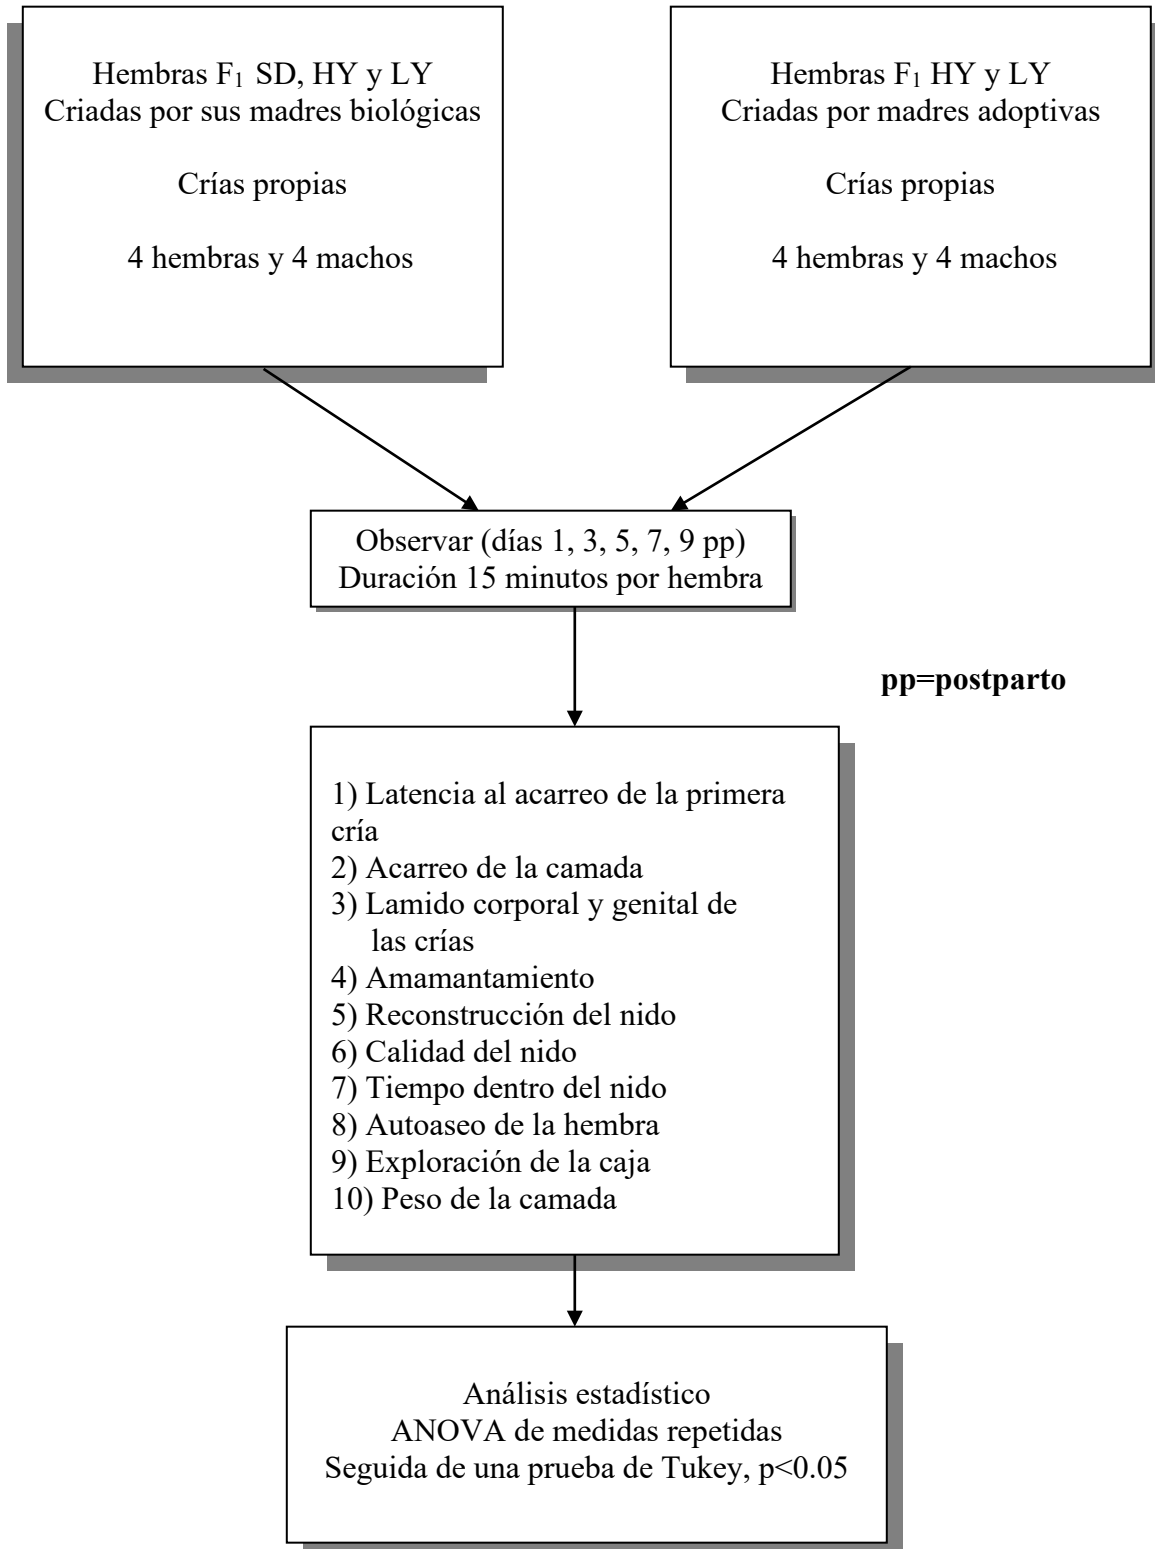 Hembras F₁ SD, HY y LY
Criadas por sus madres biológicas
Crías propias
4 hembras y 4 machos
Hembras F₁ HY y LY
Criadas por madres adoptivas
Crías propias
4 hembras y 4 machos
Observar (días 1, 3, 5, 7, 9 pp)
Duración 15 minutos por hembra
pp=postparto
1) Latencia al acarreo de la primera
cría
2) Acarreo de la camada
3) Lamido corporal y genital de
las crías
4) Amamantamiento
5) Reconstrucción del nido
6) Calidad del nido
7) Tiempo dentro del nido
8) Autoaseo de la hembra
9) Exploración de la caja
10) Peso de la camada
Análisis estadístico
ANOVA de medidas repetidas
Seguida de una prueba de Tukey, p<0.05